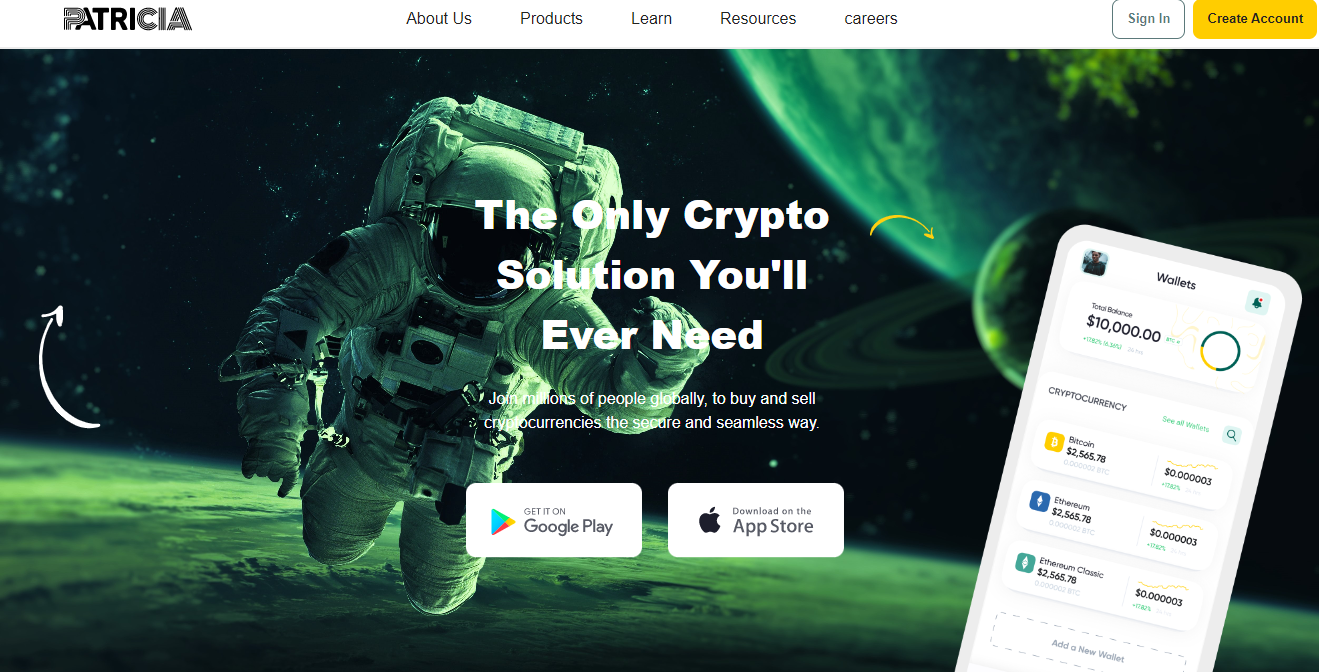 PATRICIA
About Us
Products
Learn
Resources
careers
Sign In
Create Account
The Only Crypto
Solution You'll
Ever Need
Join millions of people globally, to buy and sell
cryptocurrencies the secure and seamless way.
GET IT ON
Google Play
Download on the
App Store
Wallets
Total Balance
$10,000.00
+17.82%
24 hrs
CRYPTOCURRENCY
See all Wallets
Bitcoin
$2,565.78
0.000002 BTC
$0.000003
+17.82%
Ethereum
$2,565.78
0.000002 BTC
$0.000003
+17.82%
Ethereum Classic
$2,565.78
0.000002 BTC
$0.000003
+17.82%
Add a New Wallet